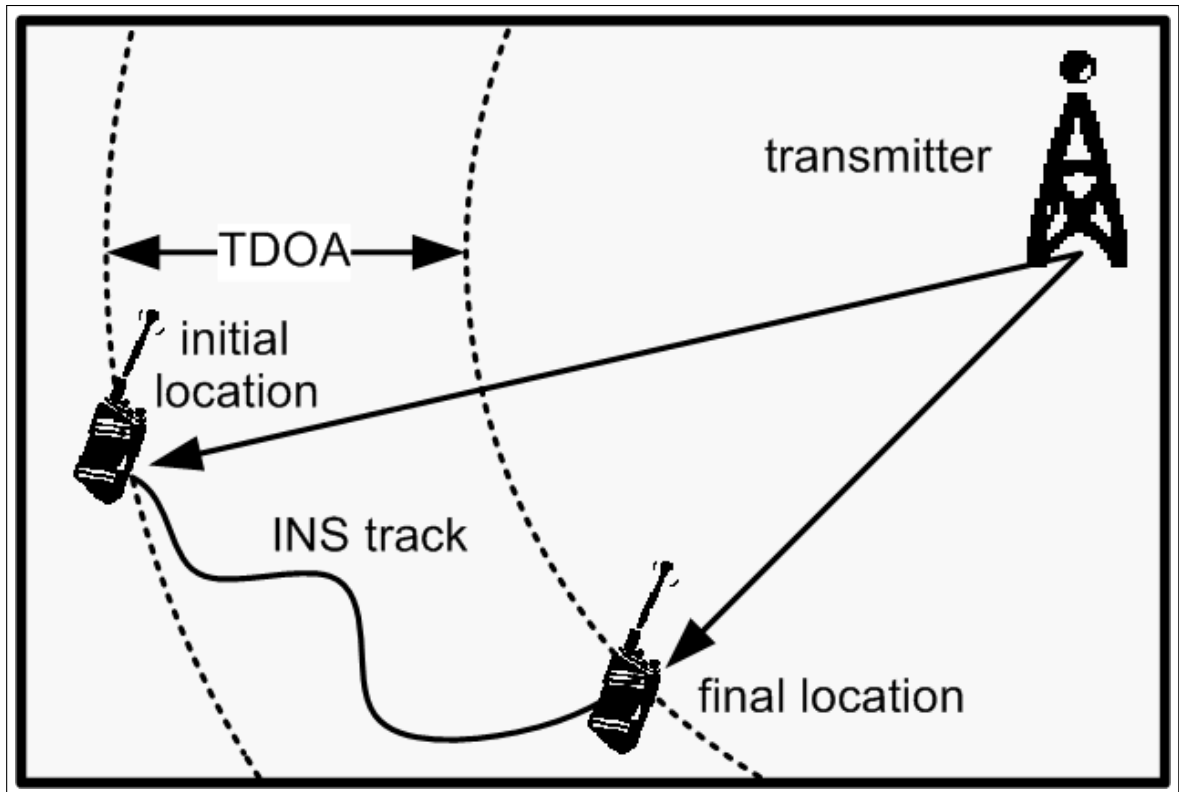 transmitter
TDOA
initial
location
INS track
final location